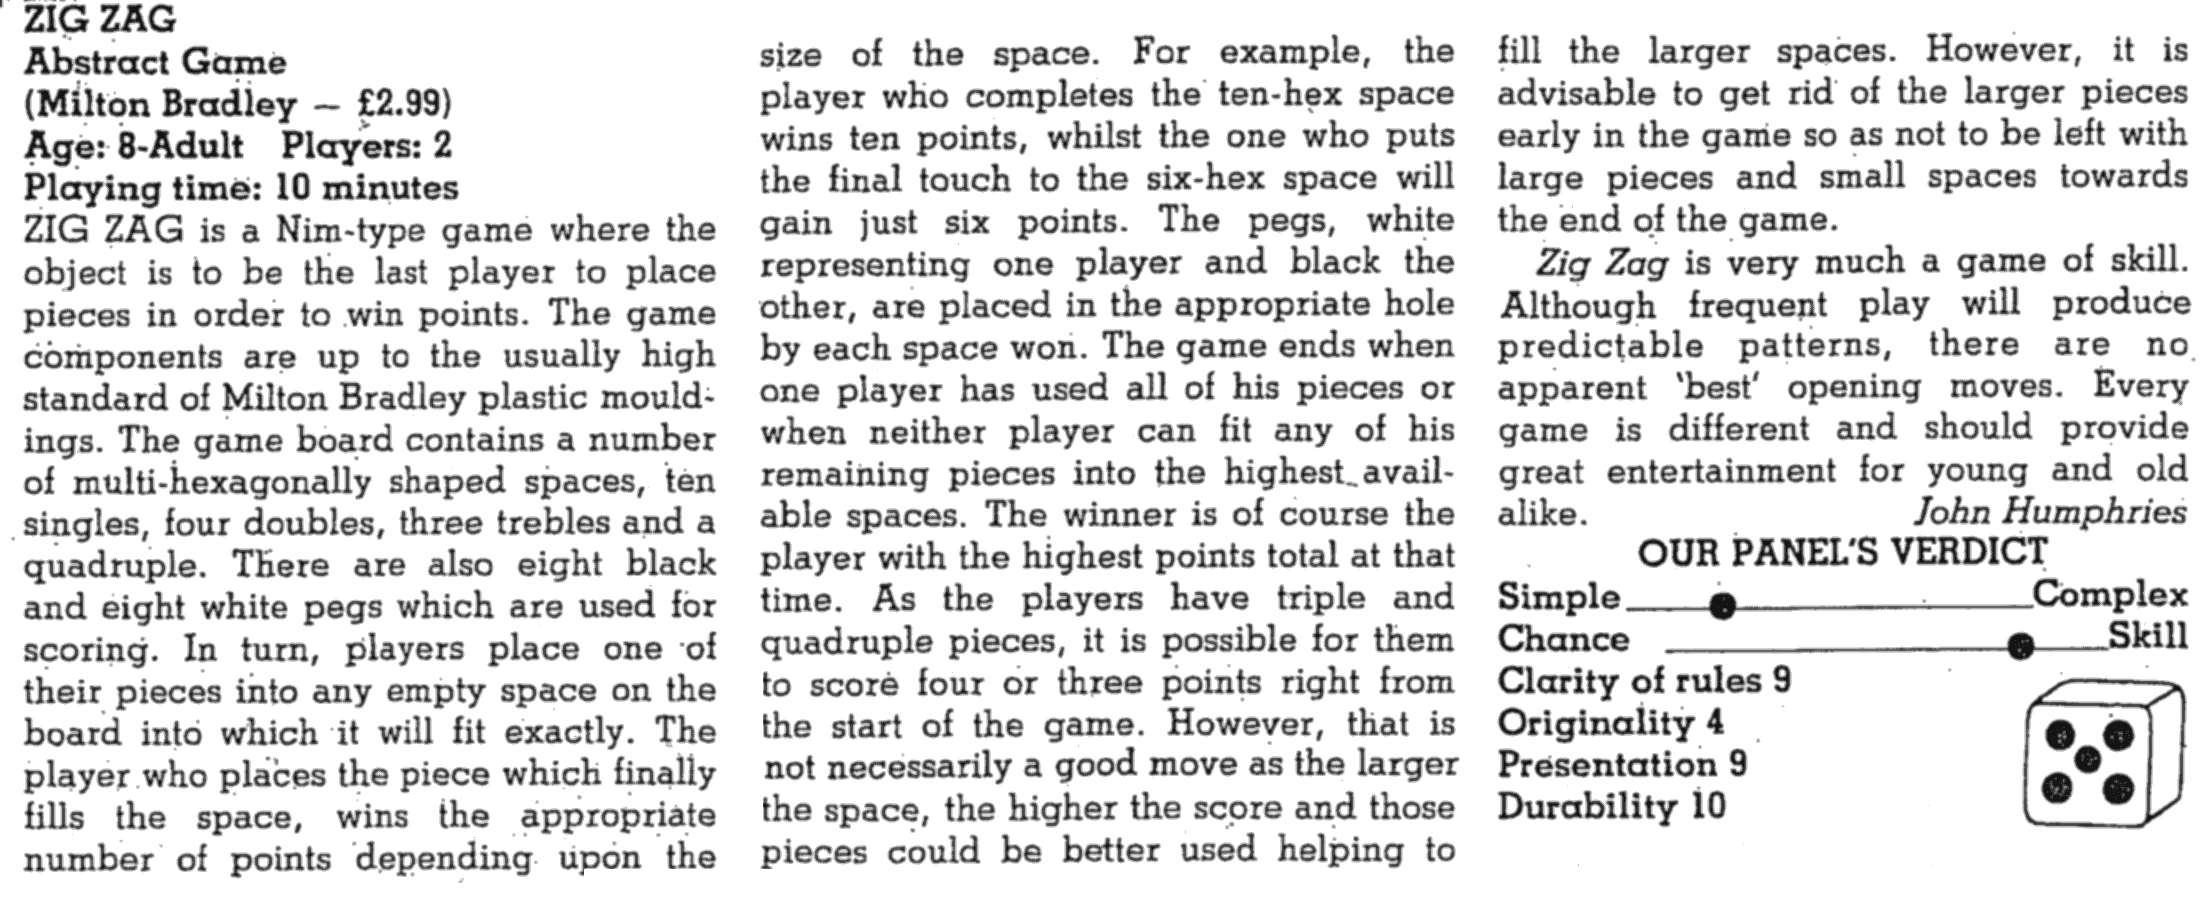 ZIG ZAG
Abstract Game
(Milton Bradley — £2.99)
Age: 8-Adult Players: 2
Playing time: 10 minutes
ZIG ZAG is a Nim-type game where the
object is to be the last player to place
pieces in order to win points. The game
components are up to the usually high
standard of Milton Bradley plastic mould-
ings. The game board contains a number
of multi-hexagonally shaped spaces, ten
singles, four doubles, three trebles and a
quadruple. There are also eight black
and eight white pegs which are used for
scoring. In turn, players place one of
their pieces into any empty space on the
board into which it will fit exactly. The
player who places the piece which finally
fills the space, wins the appropriate
number of points depending upon the
size of the space. For example, the
player who completes the ten-hex space
wins ten points, whilst the one who puts
the final touch to the six-hex space will
gain just six points. The pegs, white
representing one player and black the
other, are placed in the appropriate hole
by each space won. The game ends when
one player has used all of his pieces or
when neither player can fit any of his
remaining pieces into the highest avail-
able spaces. The winner is of course the
player with the highest points total at that
time. As the players have triple and
quadruple pieces, it is possible for them
to score four or three points right from
the start of the game. However, that is
not necessarily a good move as the larger
the space, the higher the score and those
pieces could be better used helping to
fill the larger spaces. However, it is
advisable to get rid of the larger pieces
early in the game so as not to be left with
large pieces and small spaces towards
the end of the game.
Zig Zag is very much a game of skill.
Although frequent play will produce
predictable patterns, there are no
apparent 'best' opening moves. Every
game is different and should provide
great entertainment for young and old
alike. John Humphries
OUR PANEL'S VERDICT
Simple Complex
Chance Skill
Clarity of rules 9
Originality 4
Presentation 9
Durability 10